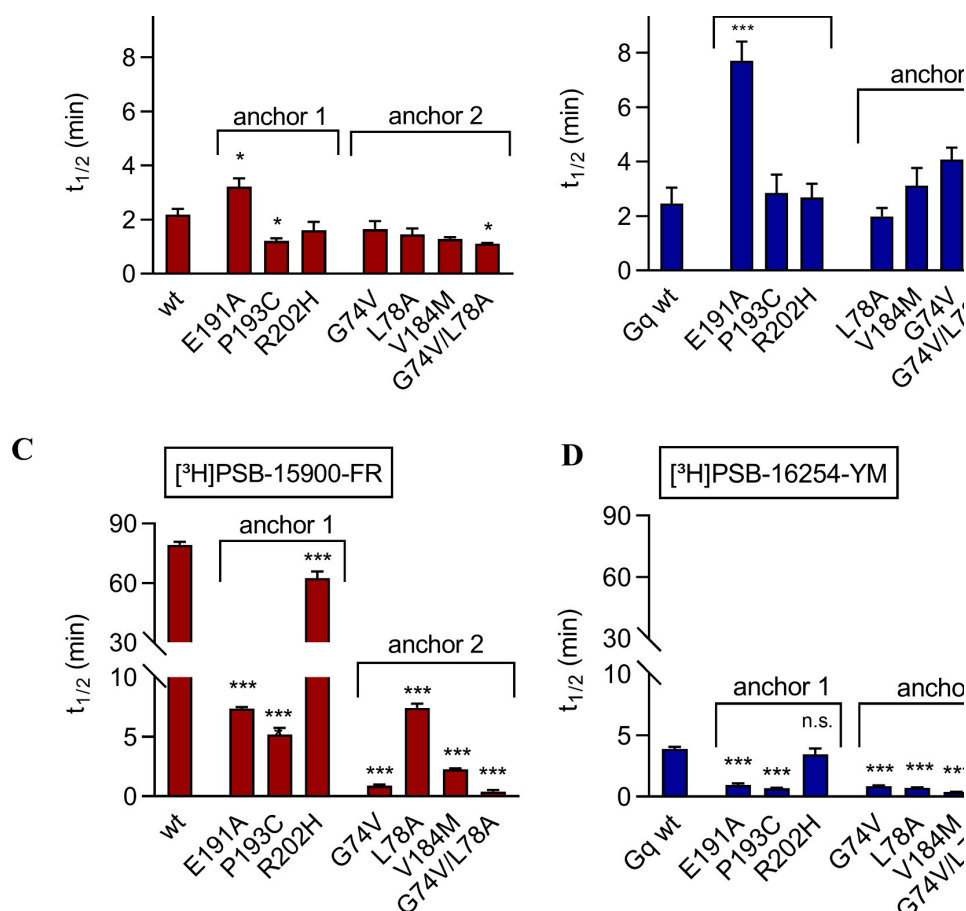 8
6
4
2
0
t1/2 (min)
anchor 1
anchor 2
*
*
*
wt
E191A
P193C
R202H
G74V
L78A
V184M
G74V/L78A
8
6
4
2
0
t1/2 (min)
***
anchor
Gq wt
E191A
P193C
R202H
L78A
V184M
G74V
C
[³H]PSB-15900-FR
90
60
30
10
5
0
t1/2 (min)
anchor 1
anchor 2
***
***
***
***
***
***
***
wt
E191A
P193C
R202H
G74V
L78A
V184M
G74V/L78A
D
[³H]PSB-16254-YM
90
60
30
10
5
0
t1/2 (min)
anchor 1
n.s.
***
***
***
***
Gq wt
E191A
P193C
R202H
G74V
L78A
V184M